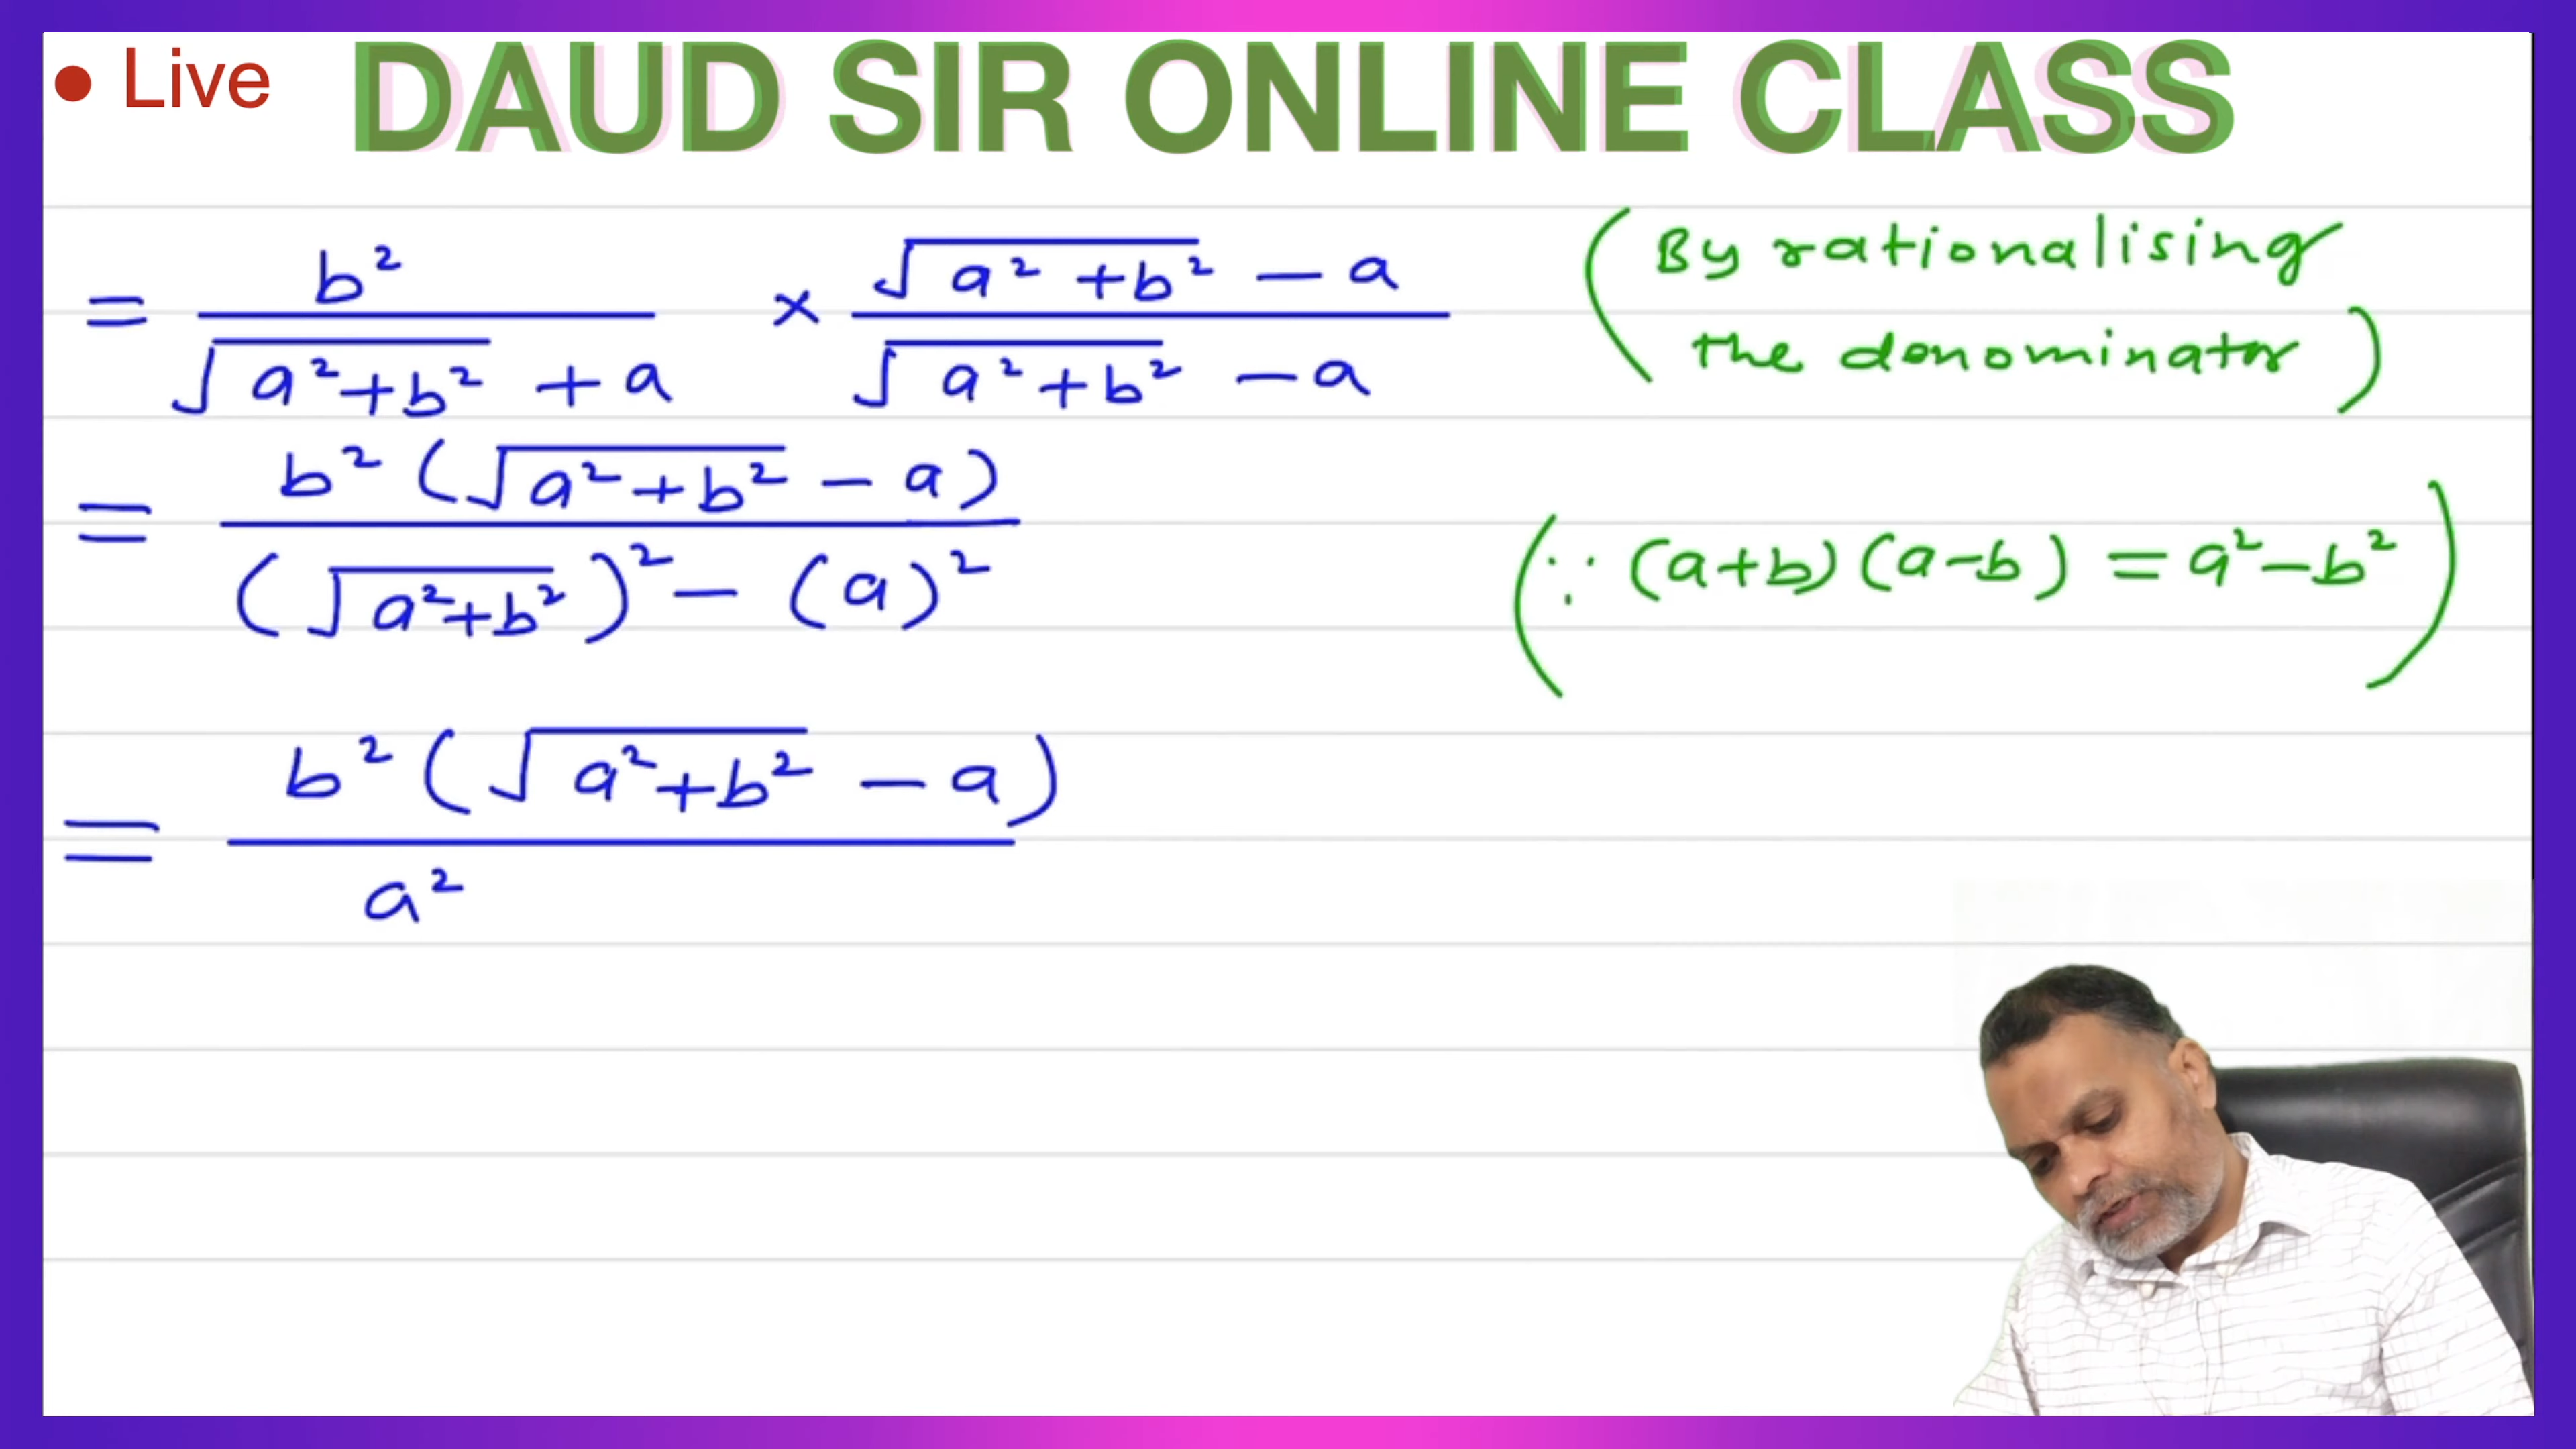 • Live DAUD SIR ONLINE CLASS
= b² / (√(a²+b²) + a) × (√(a²+b²) − a) / (√(a²+b²) − a) (By rationalising
the denominator)
= b²(√(a²+b²) − a) / ((√(a²+b²))² − (a)²) (∵ (a+b)(a−b) = a²−b²)
= b²(√(a²+b²) − a) / a²